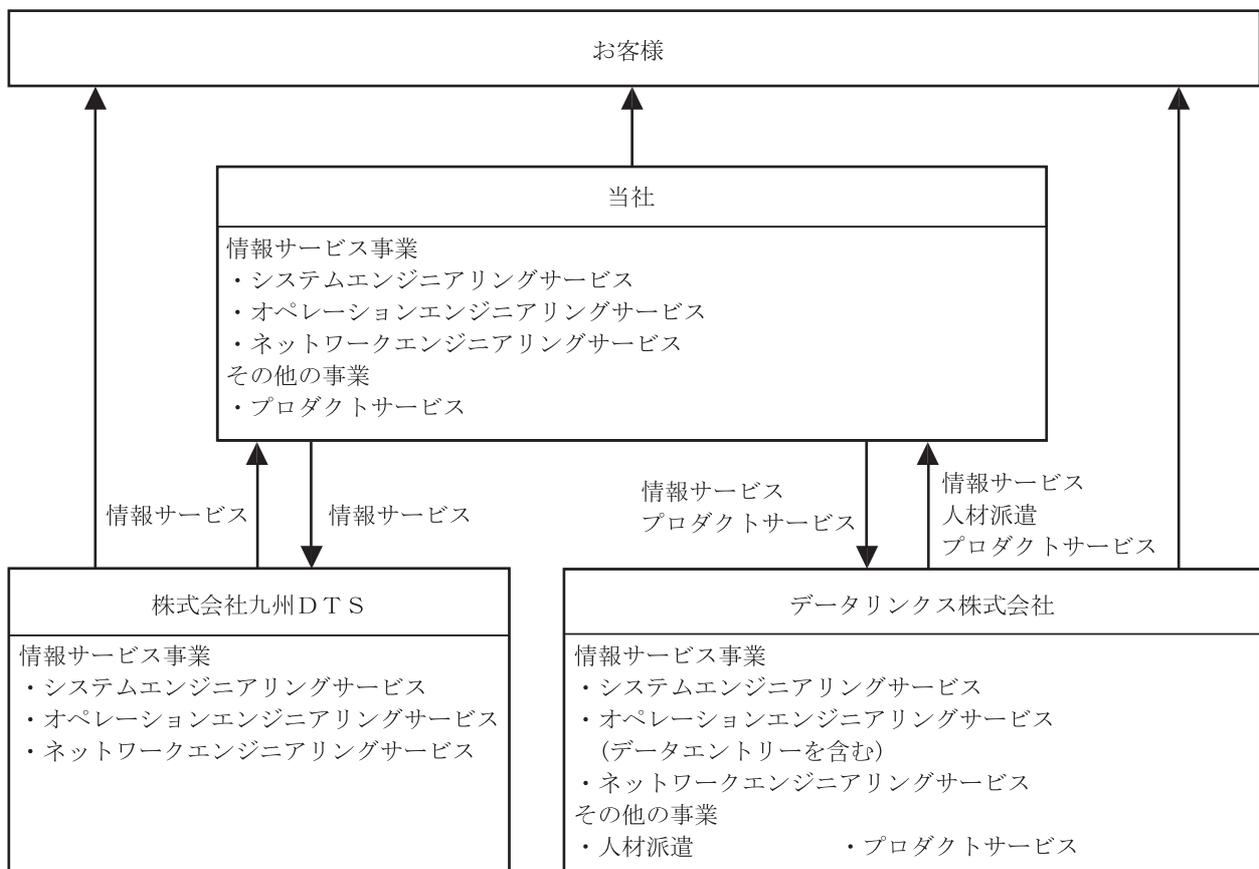 お客様
当社
情報サービス事業
・システムエンジニアリングサービス
・オペレーションエンジニアリングサービス
・ネットワークエンジニアリングサービス
その他の事業
・プロダクトサービス
情報サービス
情報サービス
情報サービス
プロダクトサービス
情報サービス
人材派遣
プロダクトサービス
株式会社九州ＤＴＳ
情報サービス事業
・システムエンジニアリングサービス
・オペレーションエンジニアリングサービス
・ネットワークエンジニアリングサービス
データリンクス株式会社
情報サービス事業
・システムエンジニアリングサービス
・オペレーションエンジニアリングサービス
（データエントリーを含む）
・ネットワークエンジニアリングサービス
その他の事業
・人材派遣　　　　　　・プロダクトサービス